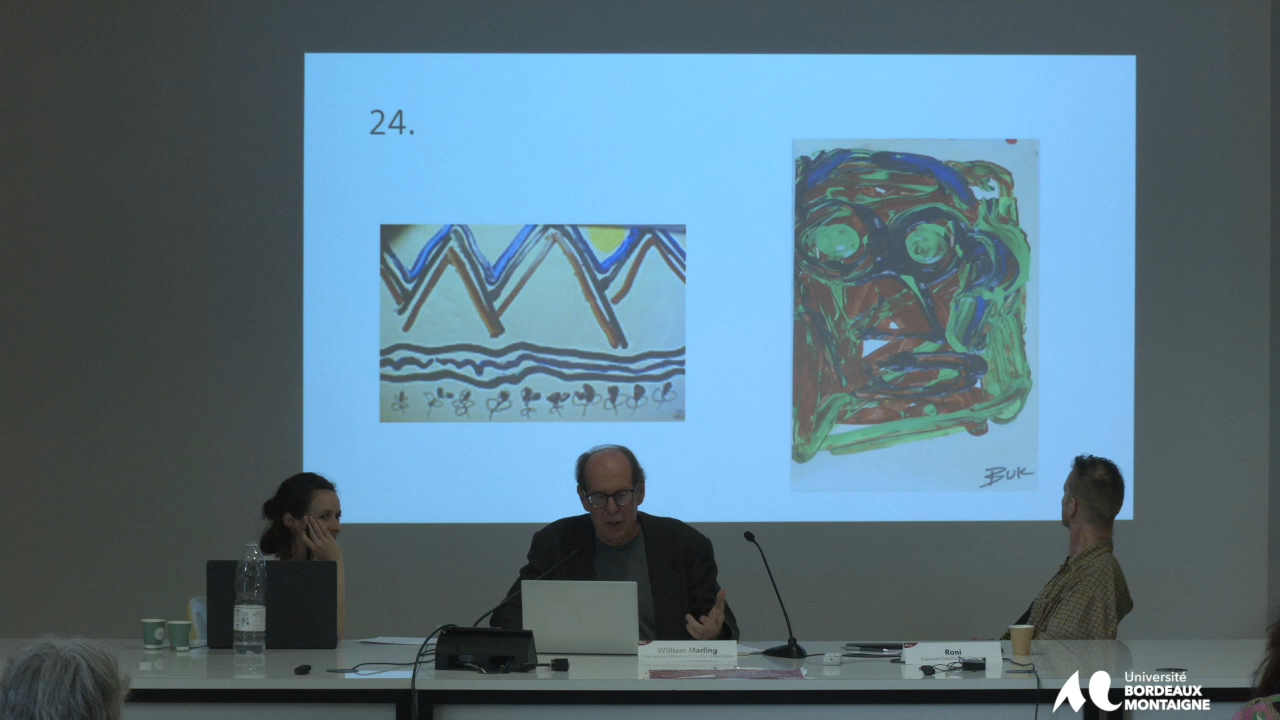 24.
BUK
William Marling
Roni
Université
BORDEAUX
MONTAIGNE